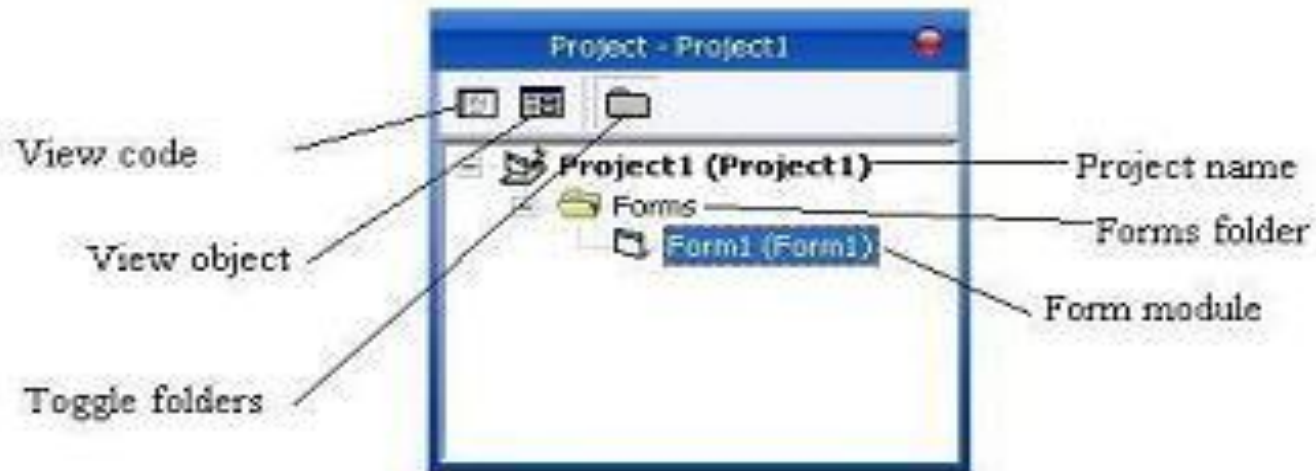 Project - Project1
View code
Project1 (Project1)
Project name
Forms
Forms folder
View object
Form1 (Form1)
Form module
Toggle folders